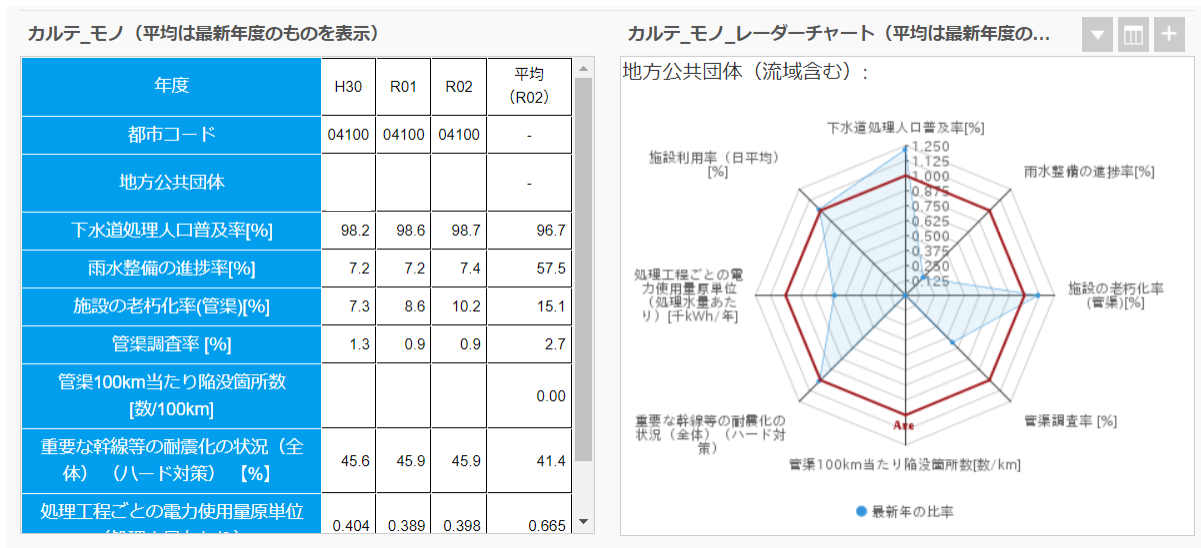 カルテ_モノ（平均は最新年度のものを表示）
年度 H30 R01 R02 平均
（R02）
都市コード 04100 04100 04100 -
地方公共団体 -
下水道処理人口普及率[%] 98.2 98.6 98.7 96.7
雨水整備の進捗率[%] 7.2 7.2 7.4 57.5
施設の老朽化率(管渠)[%] 7.3 8.6 10.2 15.1
管渠調査率 [%] 1.3 0.9 0.9 2.7
管渠100km当たり陥没箇所数
[数/100km] 0.00
重要な幹線等の耐震化の状況（全
体）（ハード対策）【%】 45.6 45.9 45.9 41.4
処理工程ごとの電力使用量原単位 0.404 0.389 0.398 0.665
カルテ_モノ_レーダーチャート（平均は最新年度の...
地方公共団体（流域含む）:
下水道処理人口普及率[%]
1.250
1.125
1.000
0.875
0.750
0.625
0.500
0.375
0.250
0.125
雨水整備の進捗率[%]
施設の老朽化率
(管渠)[%]
管渠調査率 [%]
管渠100km当たり陥没箇所数[数/km]
重要な幹線等の耐震化の
状況（全体）（ハード対
策）
処理工程ごとの電
力使用量原単位
（処理水量あた
り）[千kWh/年]
施設利用率（日平均）
[%]
Ave
最新年の比率